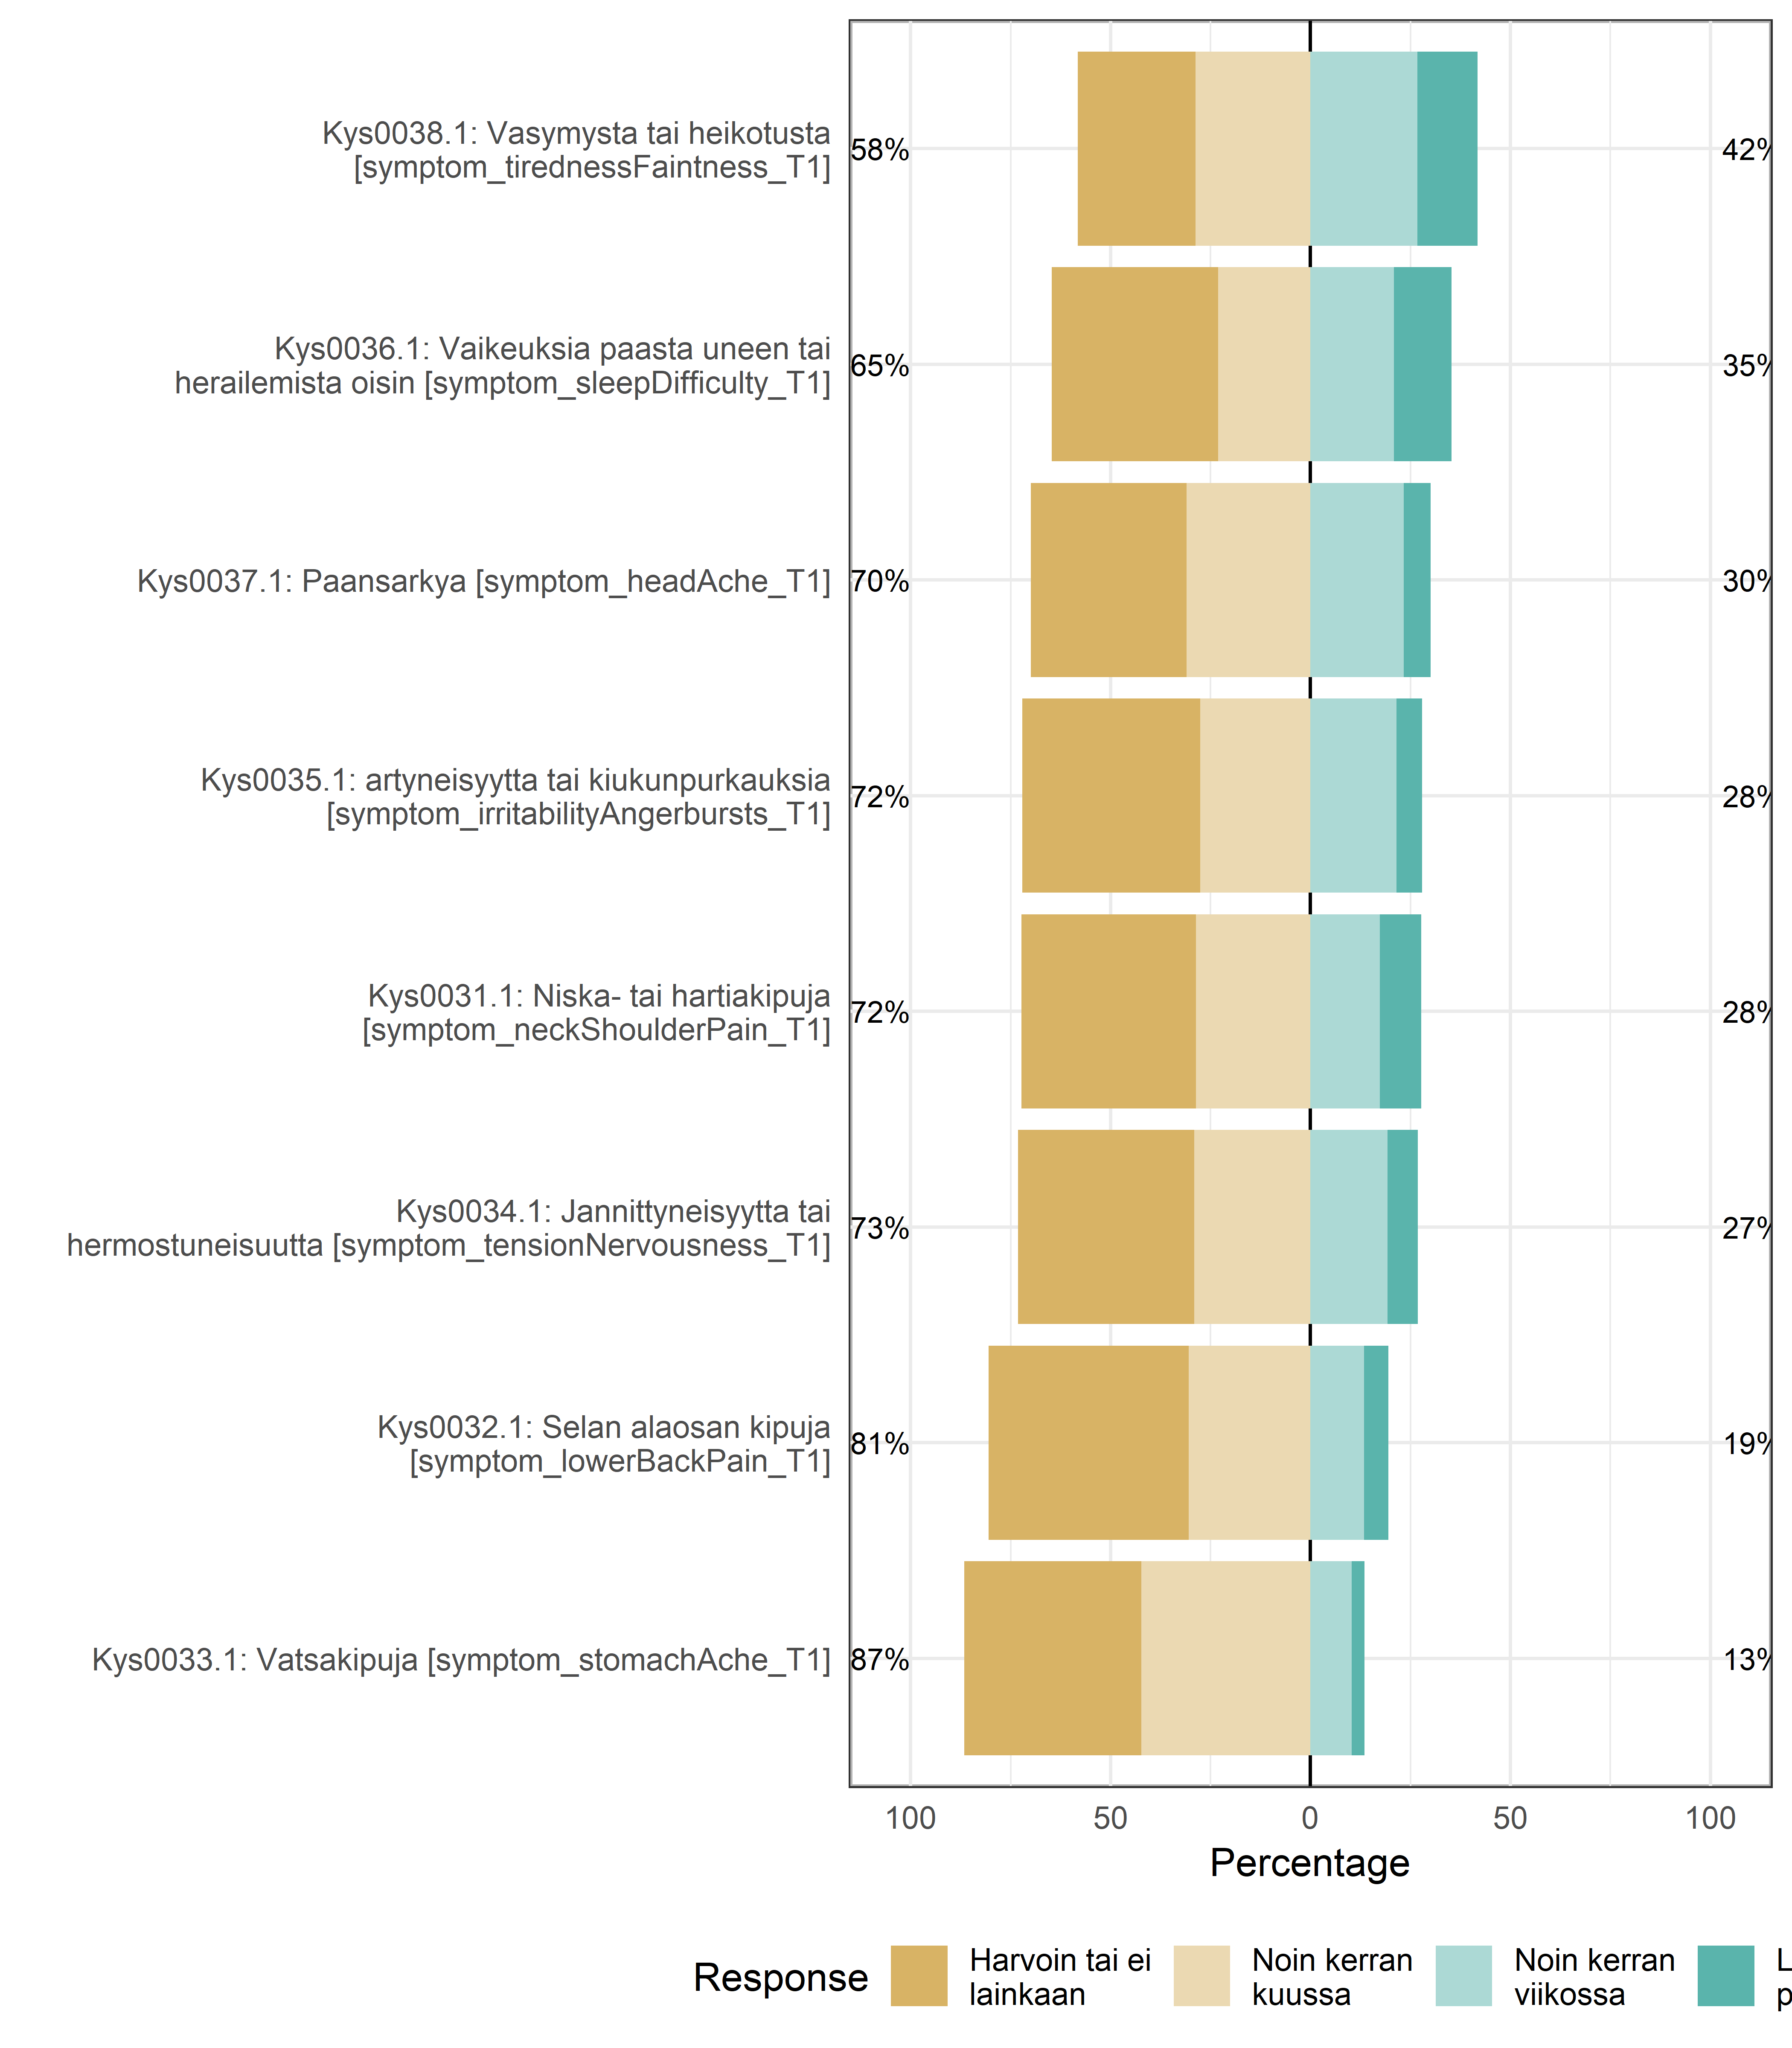 Kys0038.1: Vasymysta tai heikotusta
[symptom_tirednessFaintness_T1]
58%
42%
Kys0036.1: Vaikeuksia paasta uneen tai
herailemista oisin [symptom_sleepDifficulty_T1]
65%
35%
Kys0037.1: Paansarkya [symptom_headAche_T1]
70%
30%
Kys0035.1: artyneisyytta tai kiukunpurkauksia
[symptom_irritabilityAngerbursts_T1]
72%
28%
Kys0031.1: Niska- tai hartiakipuja
[symptom_neckShoulderPain_T1]
72%
28%
Kys0034.1: Jannittyneisyytta tai
hermostuneisuutta [symptom_tensionNervousness_T1]
73%
27%
Kys0032.1: Selan alaosan kipuja
[symptom_lowerBackPain_T1]
81%
19%
Kys0033.1: Vatsakipuja [symptom_stomachAche_T1]
87%
13%
100 50 0 50 100
Percentage
Response
Harvoin tai ei
lainkaan
Noin kerran
kuussa
Noin kerran
viikossa